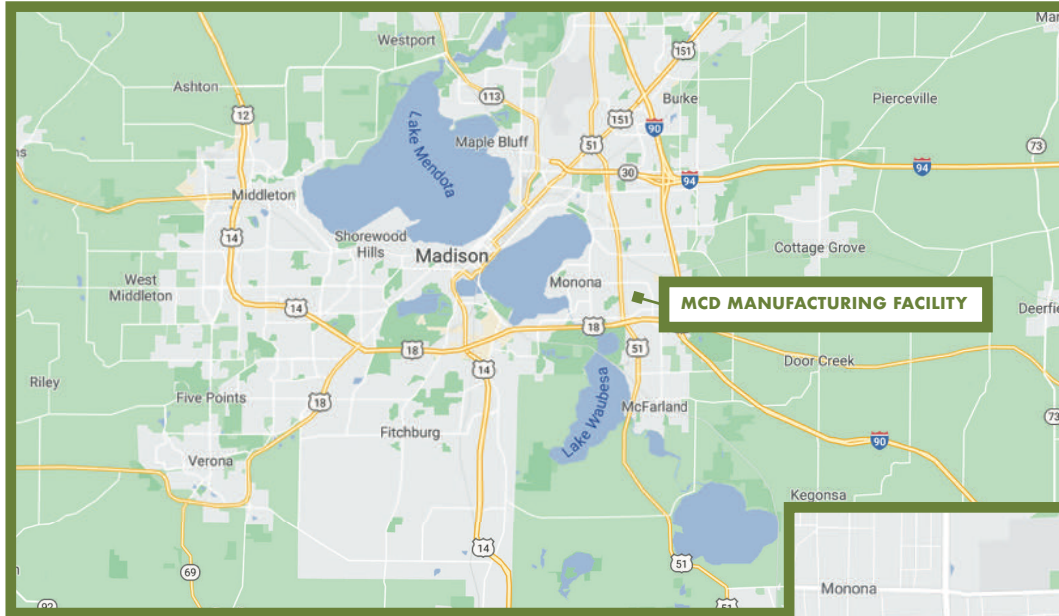 Westport
Ashton
12
113
151
151
Burke
Pierceville
90
51
Lake Mendota
Maple Bluff
30
94
94
73
Middleton
14
Shorewood
Hills
Madison
Cottage Grove
Monona
West
Middleton
MCD MANUFACTURING FACILITY
14
18
18
51
14
Door Creek
Riley
Five Points
18
Lake Waubesa
McFarland
73
Fitchburg
90
Verona
Kegonsa
14
69
51
Monona